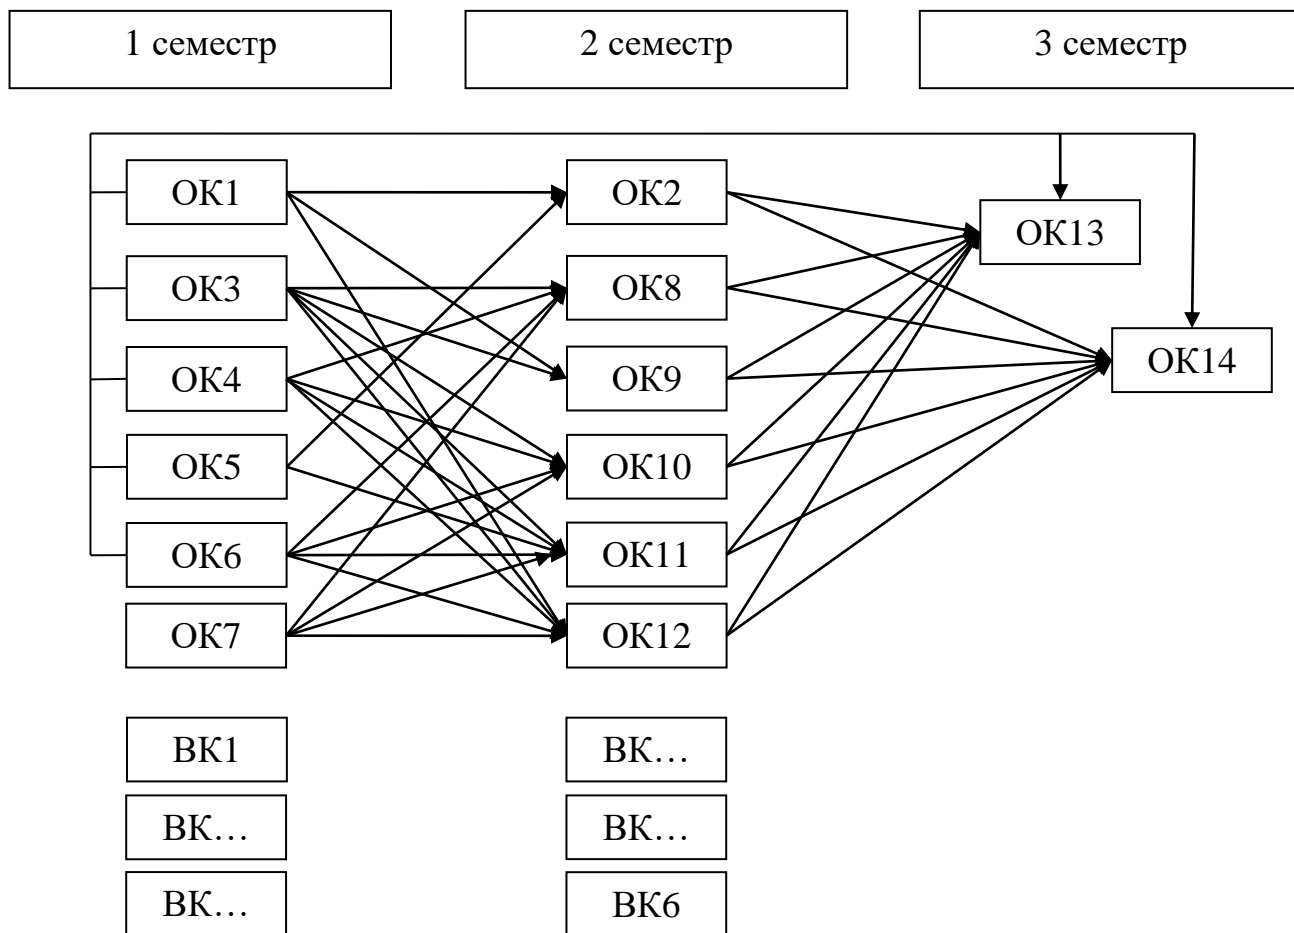 1 семестр
2 семестр
3 семестр
ОК1
ОК2
ОК13
ОК3
ОК8
ОК14
ОК4
ОК9
ОК5
ОК10
ОК6
ОК11
ОК7
ОК12
ВК1
ВК…
ВК…
ВК…
ВК…
ВК6